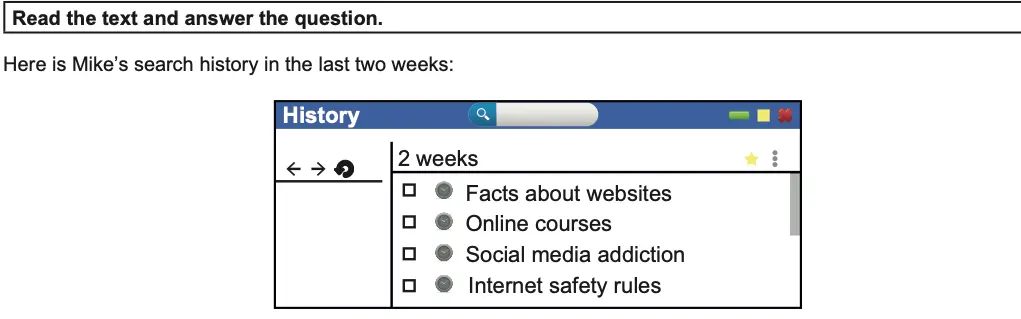 Read the text and answer the question.
Here is Mike’s search history in the last two weeks:
History
2 weeks
Facts about websites
Online courses
Social media addiction
Internet safety rules